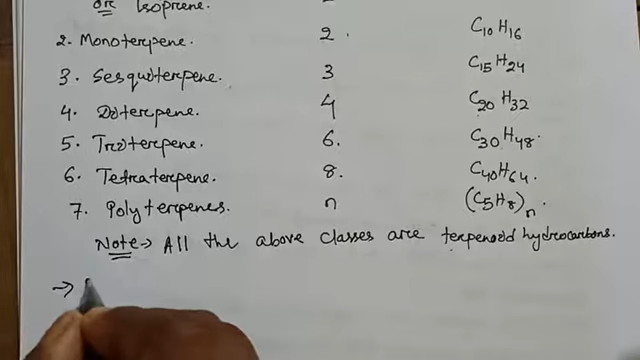 or Isoprene.
2. Monoterpene. 2. C10H16
3. Sesquiterpene. 3 C15H24
4. Diterpene. 4 C20H32
5. Triterpene. 6. C30H48.
6. Tetraterpene. 8. C40H64.
7. Polyterpenes. n (C5H8)n.
Note→ All the above classes are terpenoid hydrocarbons.
→